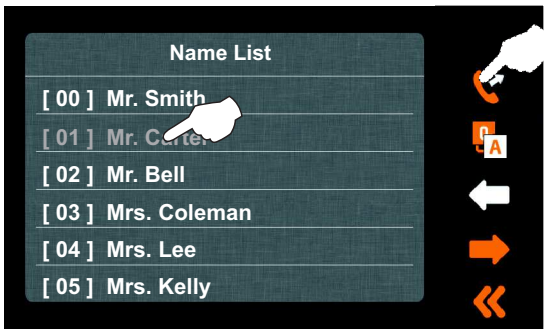 Name List
[ 00 ] Mr. Smith
[ 01 ] Mr. Carter
[ 02 ] Mr. Bell
[ 03 ] Mrs. Coleman
[ 04 ] Mrs. Lee
[ 05 ] Mrs. Kelly
A